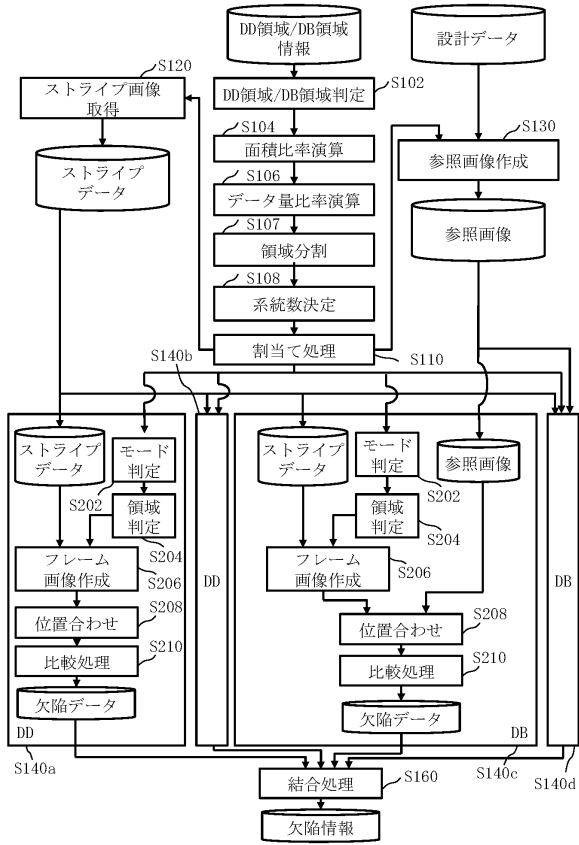 DD領域/DB領域
情報
設計データ
S120
ストライプ画像
取得
DD領域/DB領域判定
S102
S104
面積比率演算
S130
参照画像作成
ストライプ
データ
S106
データ量比率演算
参照画像
S107
領域分割
S108
系統数決定
割当て処理
S110
S140b
ストライプ
データ
モード
判定
S202
領域
判定
S204
フレーム
画像作成
S206
位置合わせ
S208
比較処理
S210
欠陥データ
DD
S140a
DD
ストライプ
データ
モード
判定
S202
参照画像
領域
判定
S204
フレーム
画像作成
S206
位置合わせ
S208
比較処理
S210
欠陥データ
DB
S140c
DB
S140d
結合処理
S160
欠陥情報